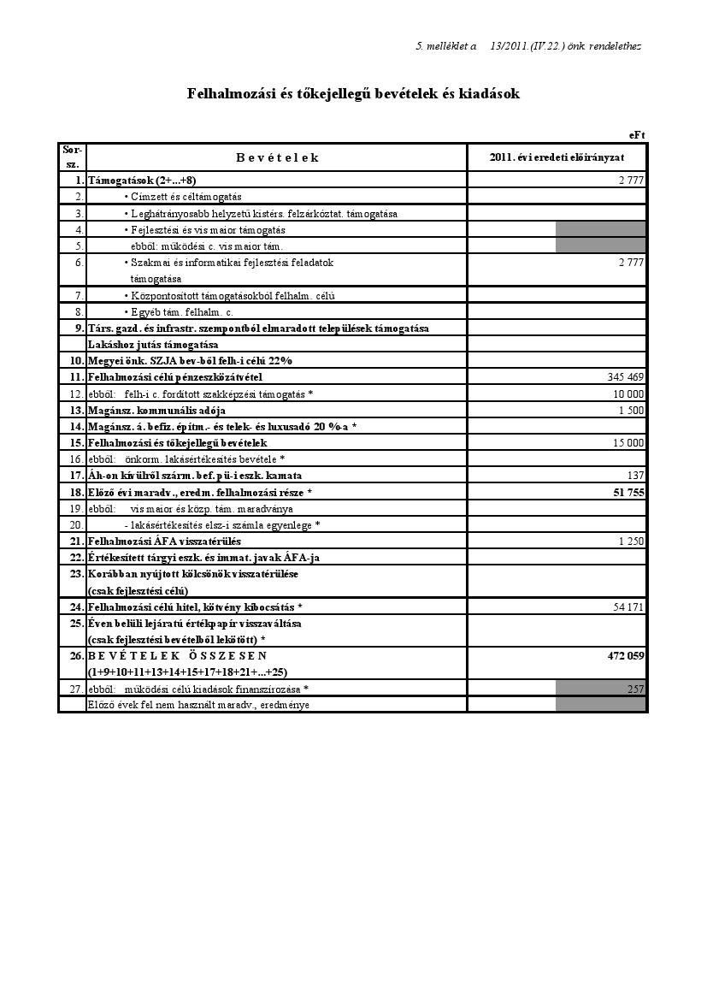 5. melléklet a 13/2011.(IV.22.) önk. rendelethez
Felhalmozási és tőkejellegű bevételek és kiadások
eFt
Sor-
sz.
B e v é t e l e k
2011. évi eredeti előirányzat
1. Támogatások (2+...+8) 2 777
2. • Címzett és céltámogatás
3. • Leghátrányosabb helyzetű kistérs. felzárkóztat. támogatása
4. • Fejlesztési és vis maior támogatás
5. ebből: működési c. vis maior tám.
6. • Szakmai és informatikai fejlesztési feladatok 2 777
támogatása
7. • Központosított támogatásokból felhalm. célú
8. • Egyéb tám. felhalm. c.
9. Társ. gazd. és infrastr. szempontból elmaradott települések támogatása
Lakáshoz jutás támogatása
10. Megyei önk. SZJA bev-ből felh-i célú 22%
11. Felhalmozási célú pénzeszközátvétel 345 469
12. ebből: felh-i c. fordított szakképzési támogatás * 10 000
13. Magánsz. kommunális adója 1 500
14. Magánsz. á. befiz. építm.- és telek- és luxusadó 20 %-a *
15. Felhalmozási és tőkejellegű bevételek 15 000
16. ebből: önkorm. lakásértékesítés bevétele *
17. Áh-on kívülről szárm. bef. pü-i eszk. kamata 137
18. Előző évi maradv., eredm. felhalmozási része * 51 755
19. ebből: vis maior és közp. tám. maradványa
20. - lakásértékesítés elsz-i számla egyenlege *
21. Felhalmozási ÁFA visszatérülés 1 250
22. Értékesített tárgyi eszk. és immat. javak ÁFA-ja
23. Korábban nyújtott kölcsönök visszatérülése
(csak fejlesztési célú)
24. Felhalmozási célú hitel, kötvény kibocsátás * 54 171
25. Éven belüli lejáratú értékpapír visszaváltása
(csak fejlesztési bevételből lekötött) *
26. B E V É T E L E K Ö S S Z E S E N 472 059
(1+9+10+11+13+14+15+17+18+21+...+25)
27. ebből: működési célú kiadások finanszírozása * 257
Előző évek fel nem használt maradv., eredménye